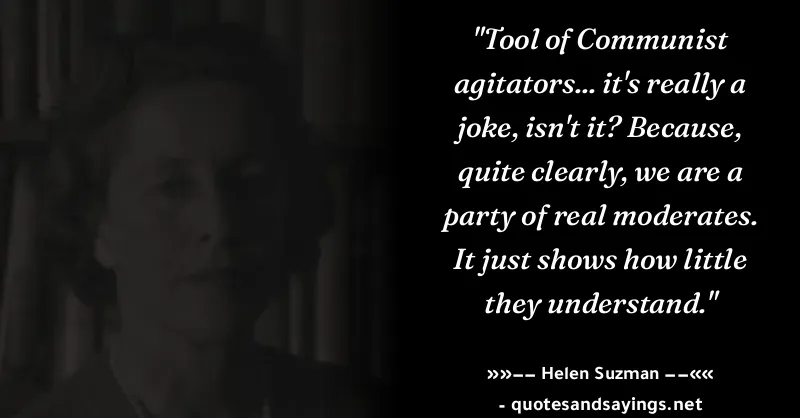 "Tool of Communist
agitators... it's really a
joke, isn't it? Because,
quite clearly, we are a
party of real moderates.
It just shows how little
they understand."
»»−− Helen Suzman −−««
- quotesandsayings.net